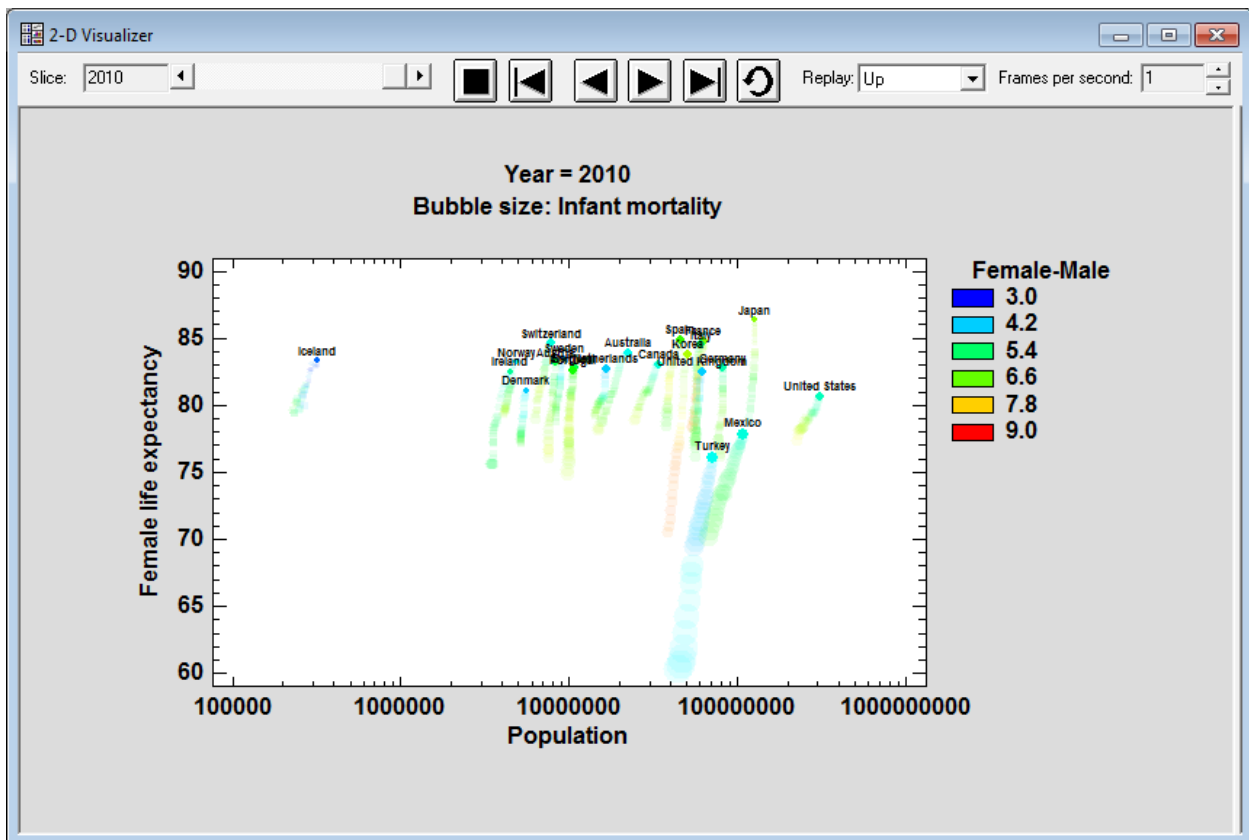 2-D Visualizer
Slice: 2010 Replay: Up Frames per second: 1
Year = 2010
Bubble size: Infant mortality
Female life expectancy
90
85
80
75
70
65
60
100000 1000000 10000000 100000000 1000000000
Population
Japan
Spain France
Switzerland Italy
Australia Korea
Sweden
Iceland Norway Canada
Ireland United Kingdom Germany
Denmark
United States
Mexico
Turkey
Female-Male
3.0
4.2
5.4
6.6
7.8
9.0